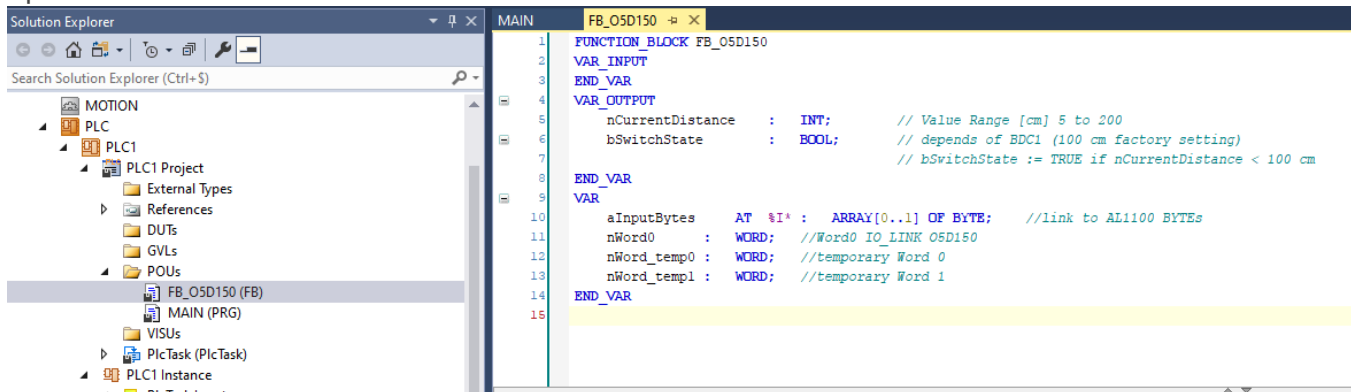 Solution Explorer
Search Solution Explorer (Ctrl+$)
MOTION
PLC
PLC1
PLC1 Project
External Types
References
DUTs
GVLs
POUs
FB_O5D150 (FB)
MAIN (PRG)
VISUs
PlcTask (PlcTask)
PLC1 Instance
MAIN FB_O5D150
1 FUNCTION_BLOCK FB_O5D150
2 VAR_INPUT
3 END_VAR
4 VAR_OUTPUT
5 nCurrentDistance : INT; // Value Range [cm] 5 to 200
6 bSwitchState : BOOL; // depends of BDC1 (100 cm factory setting)
7 // bSwitchState := TRUE if nCurrentDistance < 100 cm
8 END_VAR
9 VAR
10 aInputBytes AT %I* : ARRAY[0..1] OF BYTE; //link to AL1100 BYTEs
11 nWord0 : WORD; //Word0 IO_LINK O5D150
12 nWord_temp0 : WORD; //temporary Word 0
13 nWord_temp1 : WORD; //temporary Word 1
14 END_VAR
15